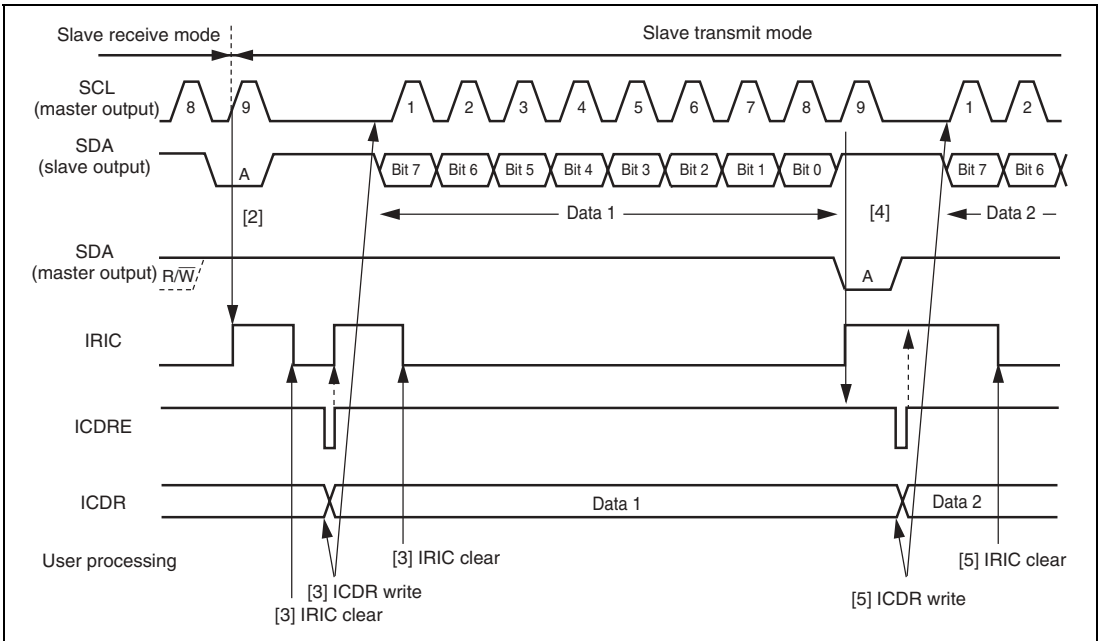 Slave receive mode
Slave transmit mode
SCL
(master output)
8 9 1 2 3 4 5 6 7 8 9 1 2
SDA
(slave output)
A Bit 7 Bit 6 Bit 5 Bit 4 Bit 3 Bit 2 Bit 1 Bit 0 Bit 7 Bit 6
[2] Data 1 [4] Data 2
SDA
(master output)
R/W̅
A
IRIC
ICDRE
ICDR
Data 1 Data 2
User processing
[3] IRIC clear
[5] IRIC clear
[3] ICDR write
[5] ICDR write
[3] IRIC clear